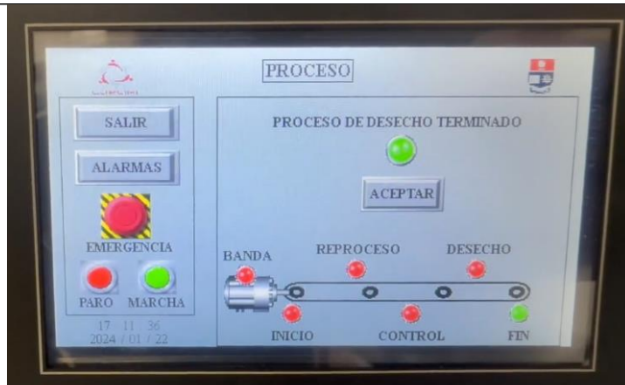 PROCESO
SALIR
ALARMAS
EMERGENCIA
PARO MARCHA
17 11 36
2024 / 01 / 22
PROCESO DE DESECHO TERMINADO
ACEPTAR
BANDA REPROCESO DESECHO
INICIO CONTROL FIN